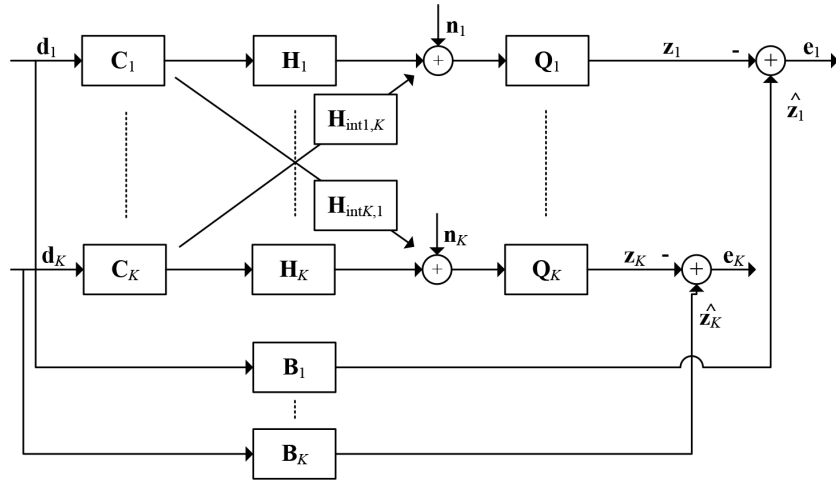 n1
d1 C1 H1 + Q1 z1 - + e1
ẑ1
Hint1,K
HintK,1
nK
dK CK HK + QK zK - + eK
ẑK
B1
BK